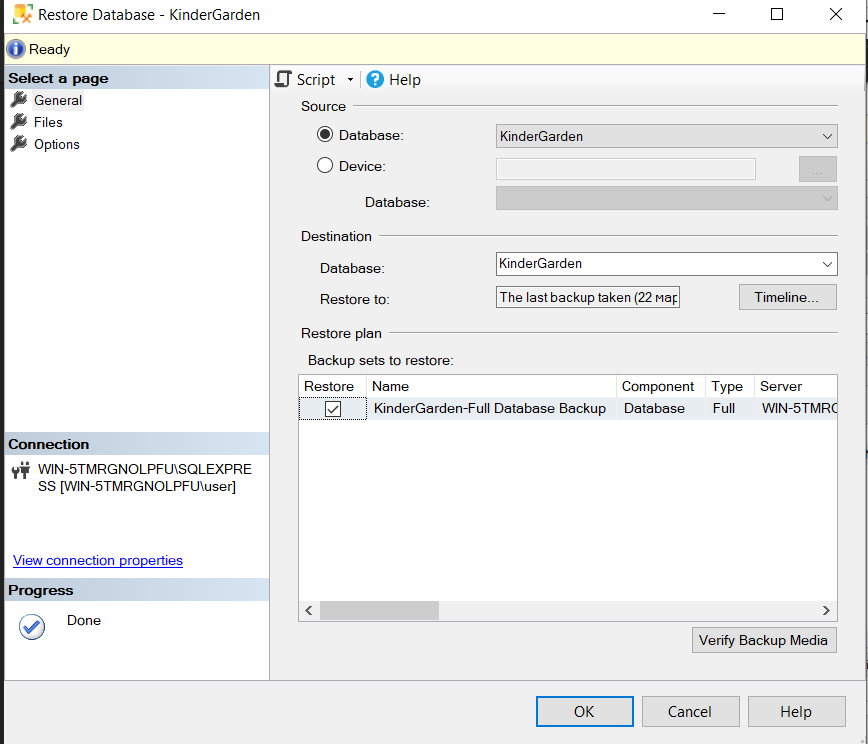 Restore Database - KinderGarden
Ready
Select a page
General
Files
Options
Script
Help
Source
Database:
KinderGarden
Device:
...
Database:
Destination
Database:
KinderGarden
Restore to:
The last backup taken (22 мар
Timeline...
Restore plan
Backup sets to restore:
Restore Name Component Type Server
KinderGarden-Full Database Backup Database Full WIN-5TMRG
Connection
WIN-5TMRGNOLPFU\SQLEXPRE
SS [WIN-5TMRGNOLPFU\user]
View connection properties
Progress
Done
Verify Backup Media
OK
Cancel
Help